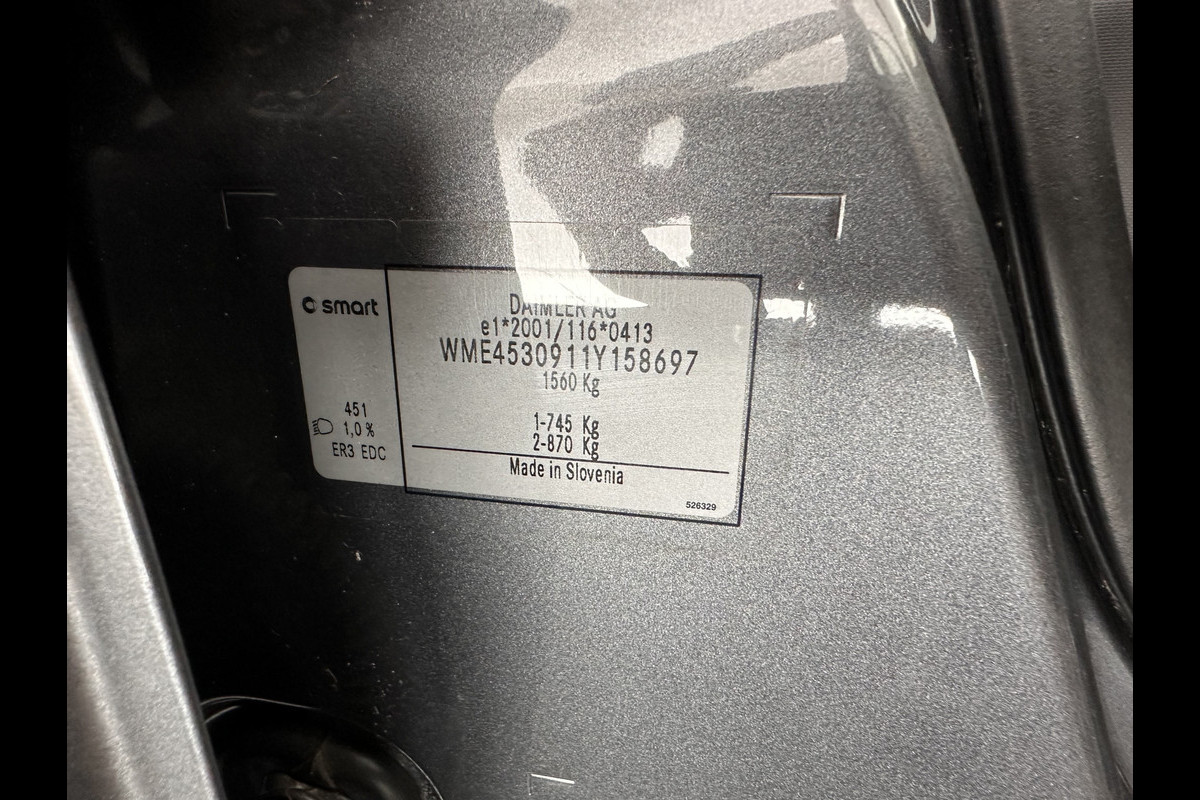 smart
451
1,0 %
ER3 EDC
DAIMLER AG
e1*2001/116*0413
WME4530911Y158697
1560 Kg
1-745 Kg
2-870 Kg
Made in Slovenia
526329